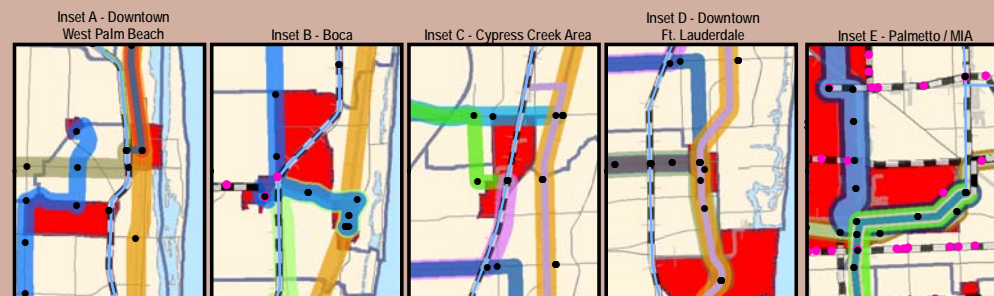 Inset A - Downtown
West Palm Beach
Inset B - Boca
Inset C - Cypress Creek Area
Inset D - Downtown
Ft. Lauderdale
Inset E - Palmetto / MIA